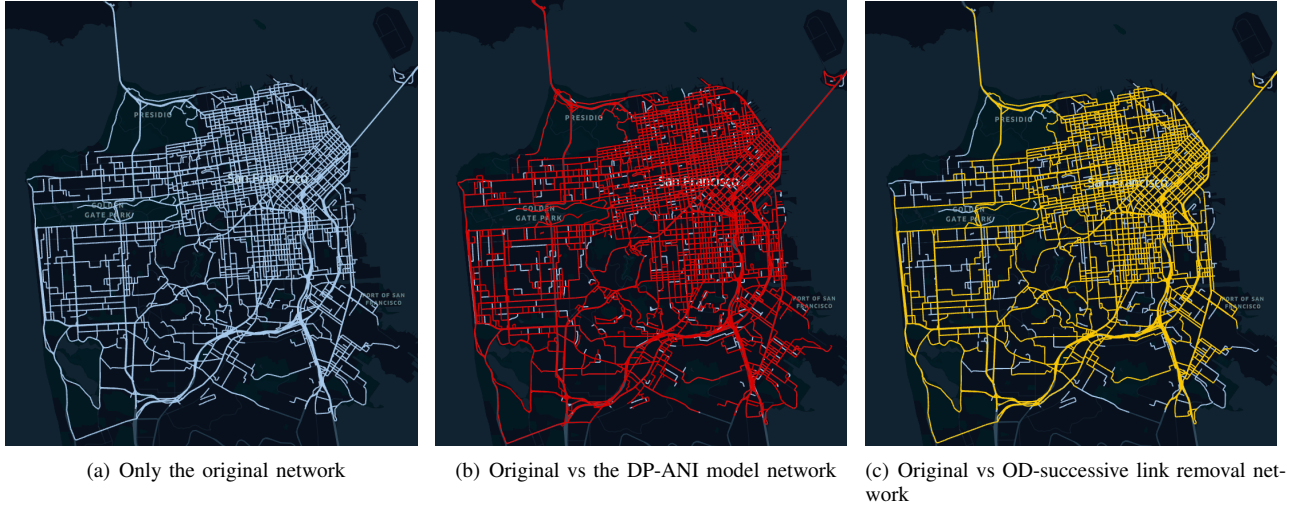 PRESIDIO
San Francisco
GOLDEN
GATE PARK
PORT OF SAN
FRANCISCO
(a) Only the original network
PRESIDIO
San Francisco
GOLDEN
GATE PARK
PORT OF SAN
FRANCISCO
(b) Original vs the DP-ANI model network
PRESIDIO
San Francisco
GOLDEN
GATE PARK
PORT OF SAN
FRANCISCO
(c) Original vs OD-successive link removal net-
work